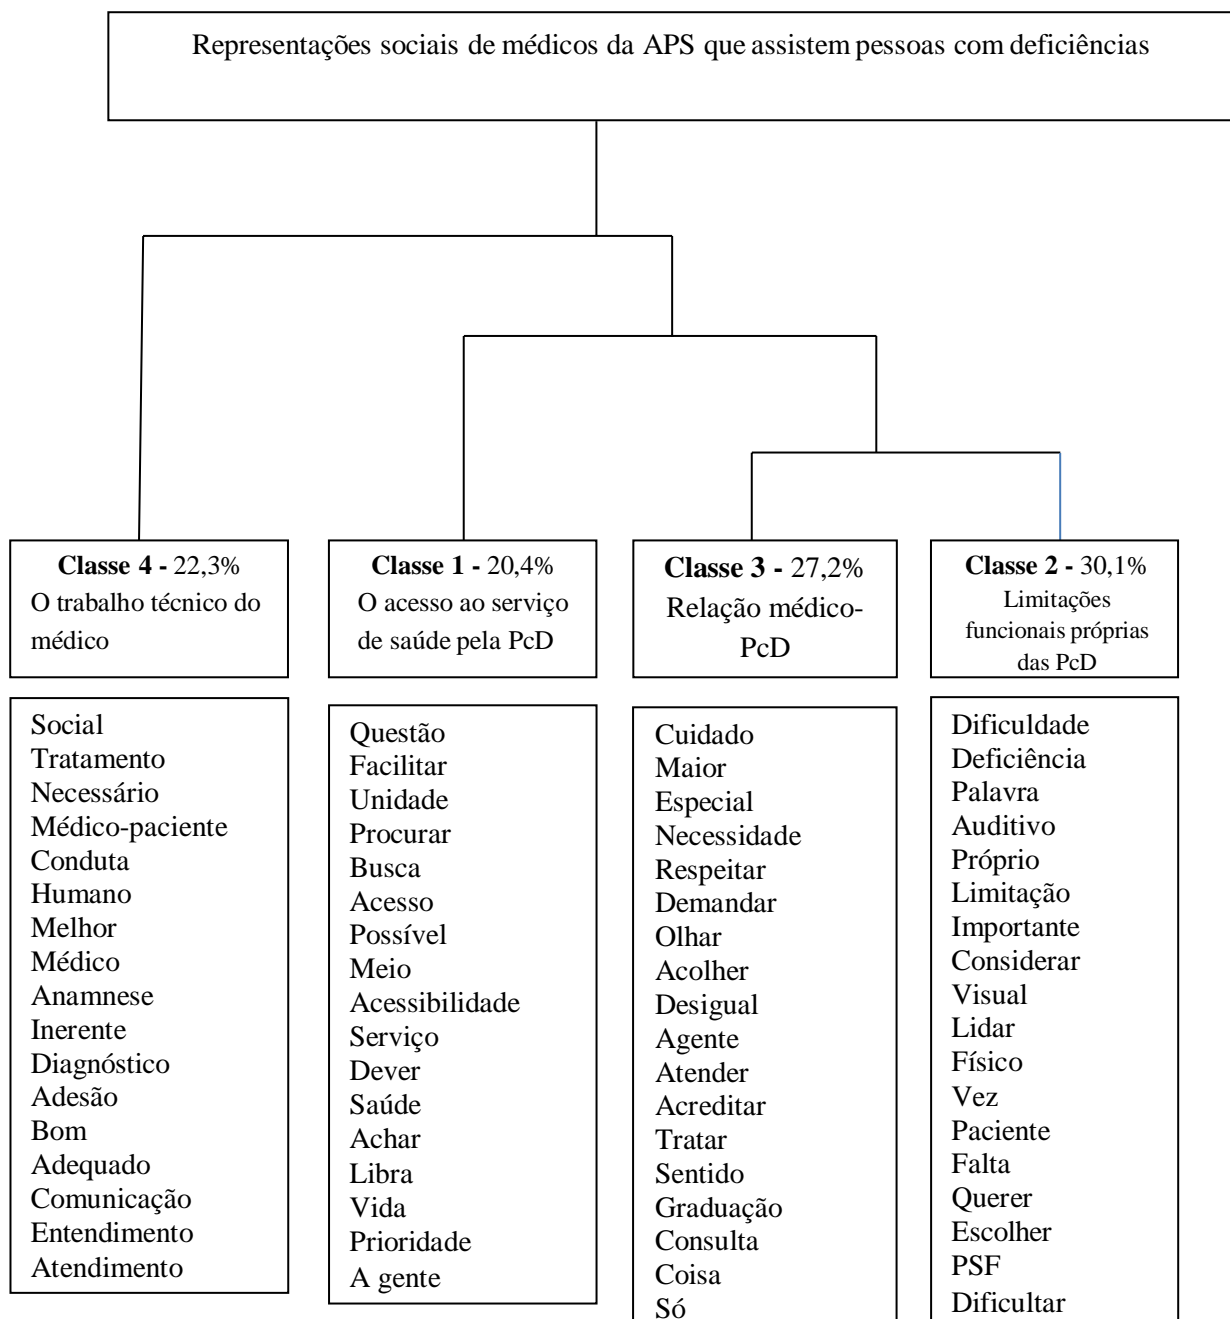 Representações sociais de médicos da APS que assistem pessoas com deficiências
Classe 4 - 22,3%
O trabalho técnico do
médico
Classe 1 - 20,4%
O acesso ao serviço
de saúde pela PcD
Classe 3 - 27,2%
Relação médico-
PcD
Classe 2 - 30,1%
Limitações
funcionais próprias
das PcD
Social
Tratamento
Necessário
Médico-paciente
Conduta
Humano
Melhor
Médico
Anamnese
Inerente
Diagnóstico
Adesão
Bom
Adequado
Comunicação
Entendimento
Atendimento
Questão
Facilitar
Unidade
Procurar
Busca
Acesso
Possível
Meio
Acessibilidade
Serviço
Dever
Saúde
Achar
Libra
Vida
Prioridade
A gente
Cuidado
Maior
Especial
Necessidade
Respeitar
Demandar
Olhar
Acolher
Desigual
Agente
Atender
Acreditar
Tratar
Sentido
Graduação
Consulta
Coisa
Só
Dificuldade
Deficiência
Palavra
Auditivo
Próprio
Limitação
Importante
Considerar
Visual
Lidar
Físico
Vez
Paciente
Falta
Querer
Escolher
PSF
Dificultar